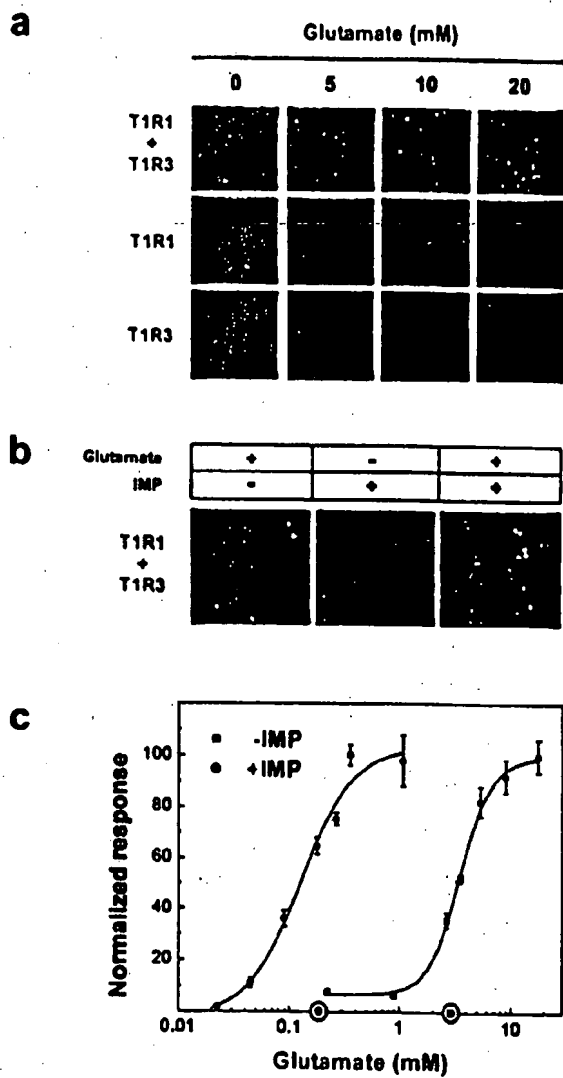 a
Glutamate (mM)
0 5 10 20
T1R1
+
T1R3
T1R1
T1R3
b
Glutamate + - +
IMP - + +
T1R1
+
T1R3
c
-IMP
+IMP
Normalized response
100
80
60
40
20
0.01 0.1 1 10
Glutamate (mM)